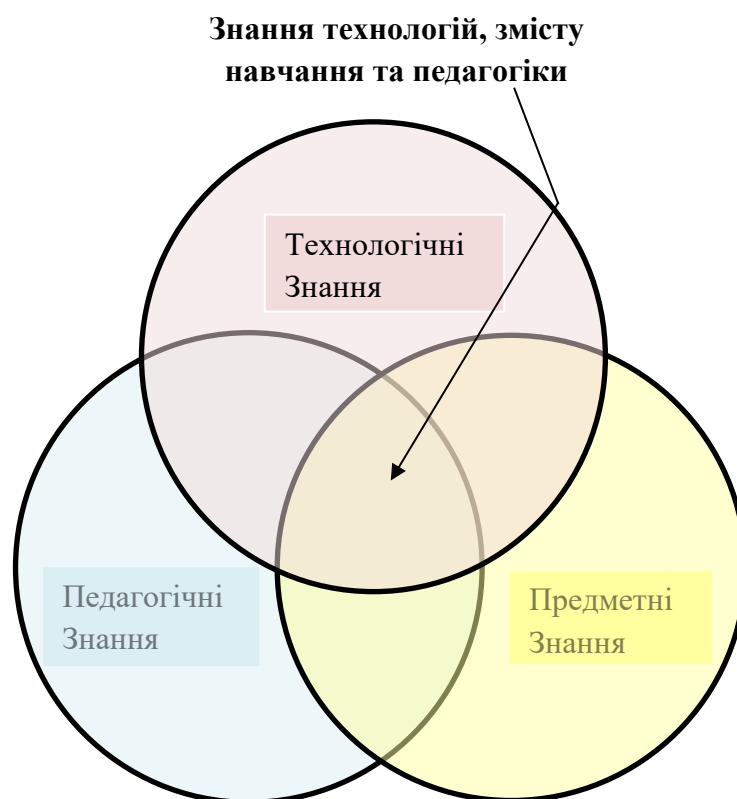 Знання технологій, змісту
навчання та педагогіки
Технологічні
Знання
Педагогічні
Знання
Предметні
Знання